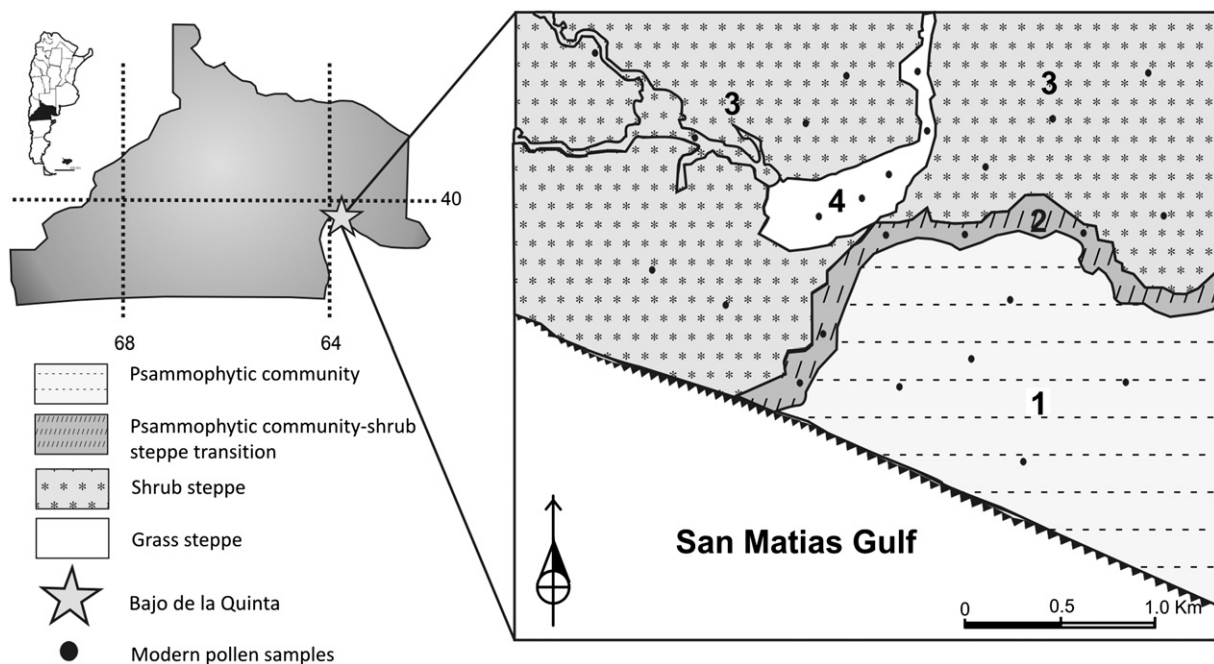 40
68
64
Psammophytic community
Psammophytic community-shrub
steppe transition
Shrub steppe
Grass steppe
Bajo de la Quinta
Modern pollen samples
3
3
4
2
1
San Matias Gulf
0 0.5 1.0 Km